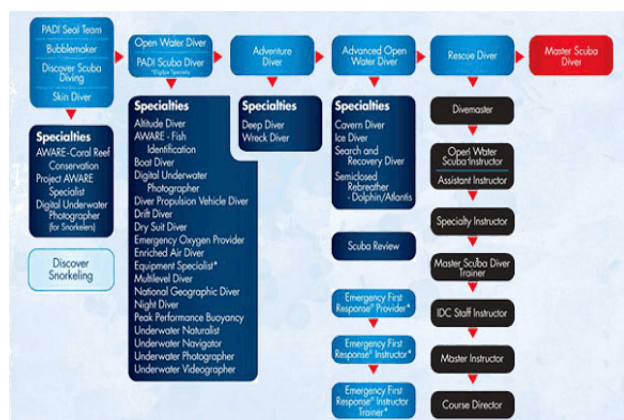 PADI Seal Team
Bubblemaker
Discover Scuba
Diving
Skin Diver
Specialties
AWARE-Coral Reef
Conservation
Project AWARE
Specialist
Digital Underwater
Photographer
(for Snorkelers)
Discover
Snorkeling
Open Water Diver
PADI Scuba Diver
*Eligible Specialty
Specialties
Altitude Diver
AWARE - Fish
Identification
Boat Diver
Digital Underwater
Photographer
Diver Propulsion Vehicle Diver
Drift Diver
Dry Suit Diver
Emergency Oxygen Provider
Enriched Air Diver
Equipment Specialist*
Multilevel Diver
National Geographic Diver
Night Diver
Peak Performance Buoyancy
Underwater Naturalist
Underwater Navigator
Underwater Photographer
Underwater Videographer
Adventure
Diver
Specialties
Deep Diver
Wreck Diver
Advanced Open
Water Diver
Specialties
Cavern Diver
Ice Diver
Search and
Recovery Diver
Semiclosed
Rebreather
- Dolphin/Atlantis
Scuba Review
Emergency First
Response® Provider*
Emergency First
Response® Instructor*
Emergency First
Response® Instructor
Trainer*
Rescue Diver
Divemaster
Open Water
Scuba Instructor
Assistant Instructor
Specialty Instructor
Master Scuba Diver
Trainer
IDC Staff Instructor
Master Instructor
Course Director
Master Scuba
Diver